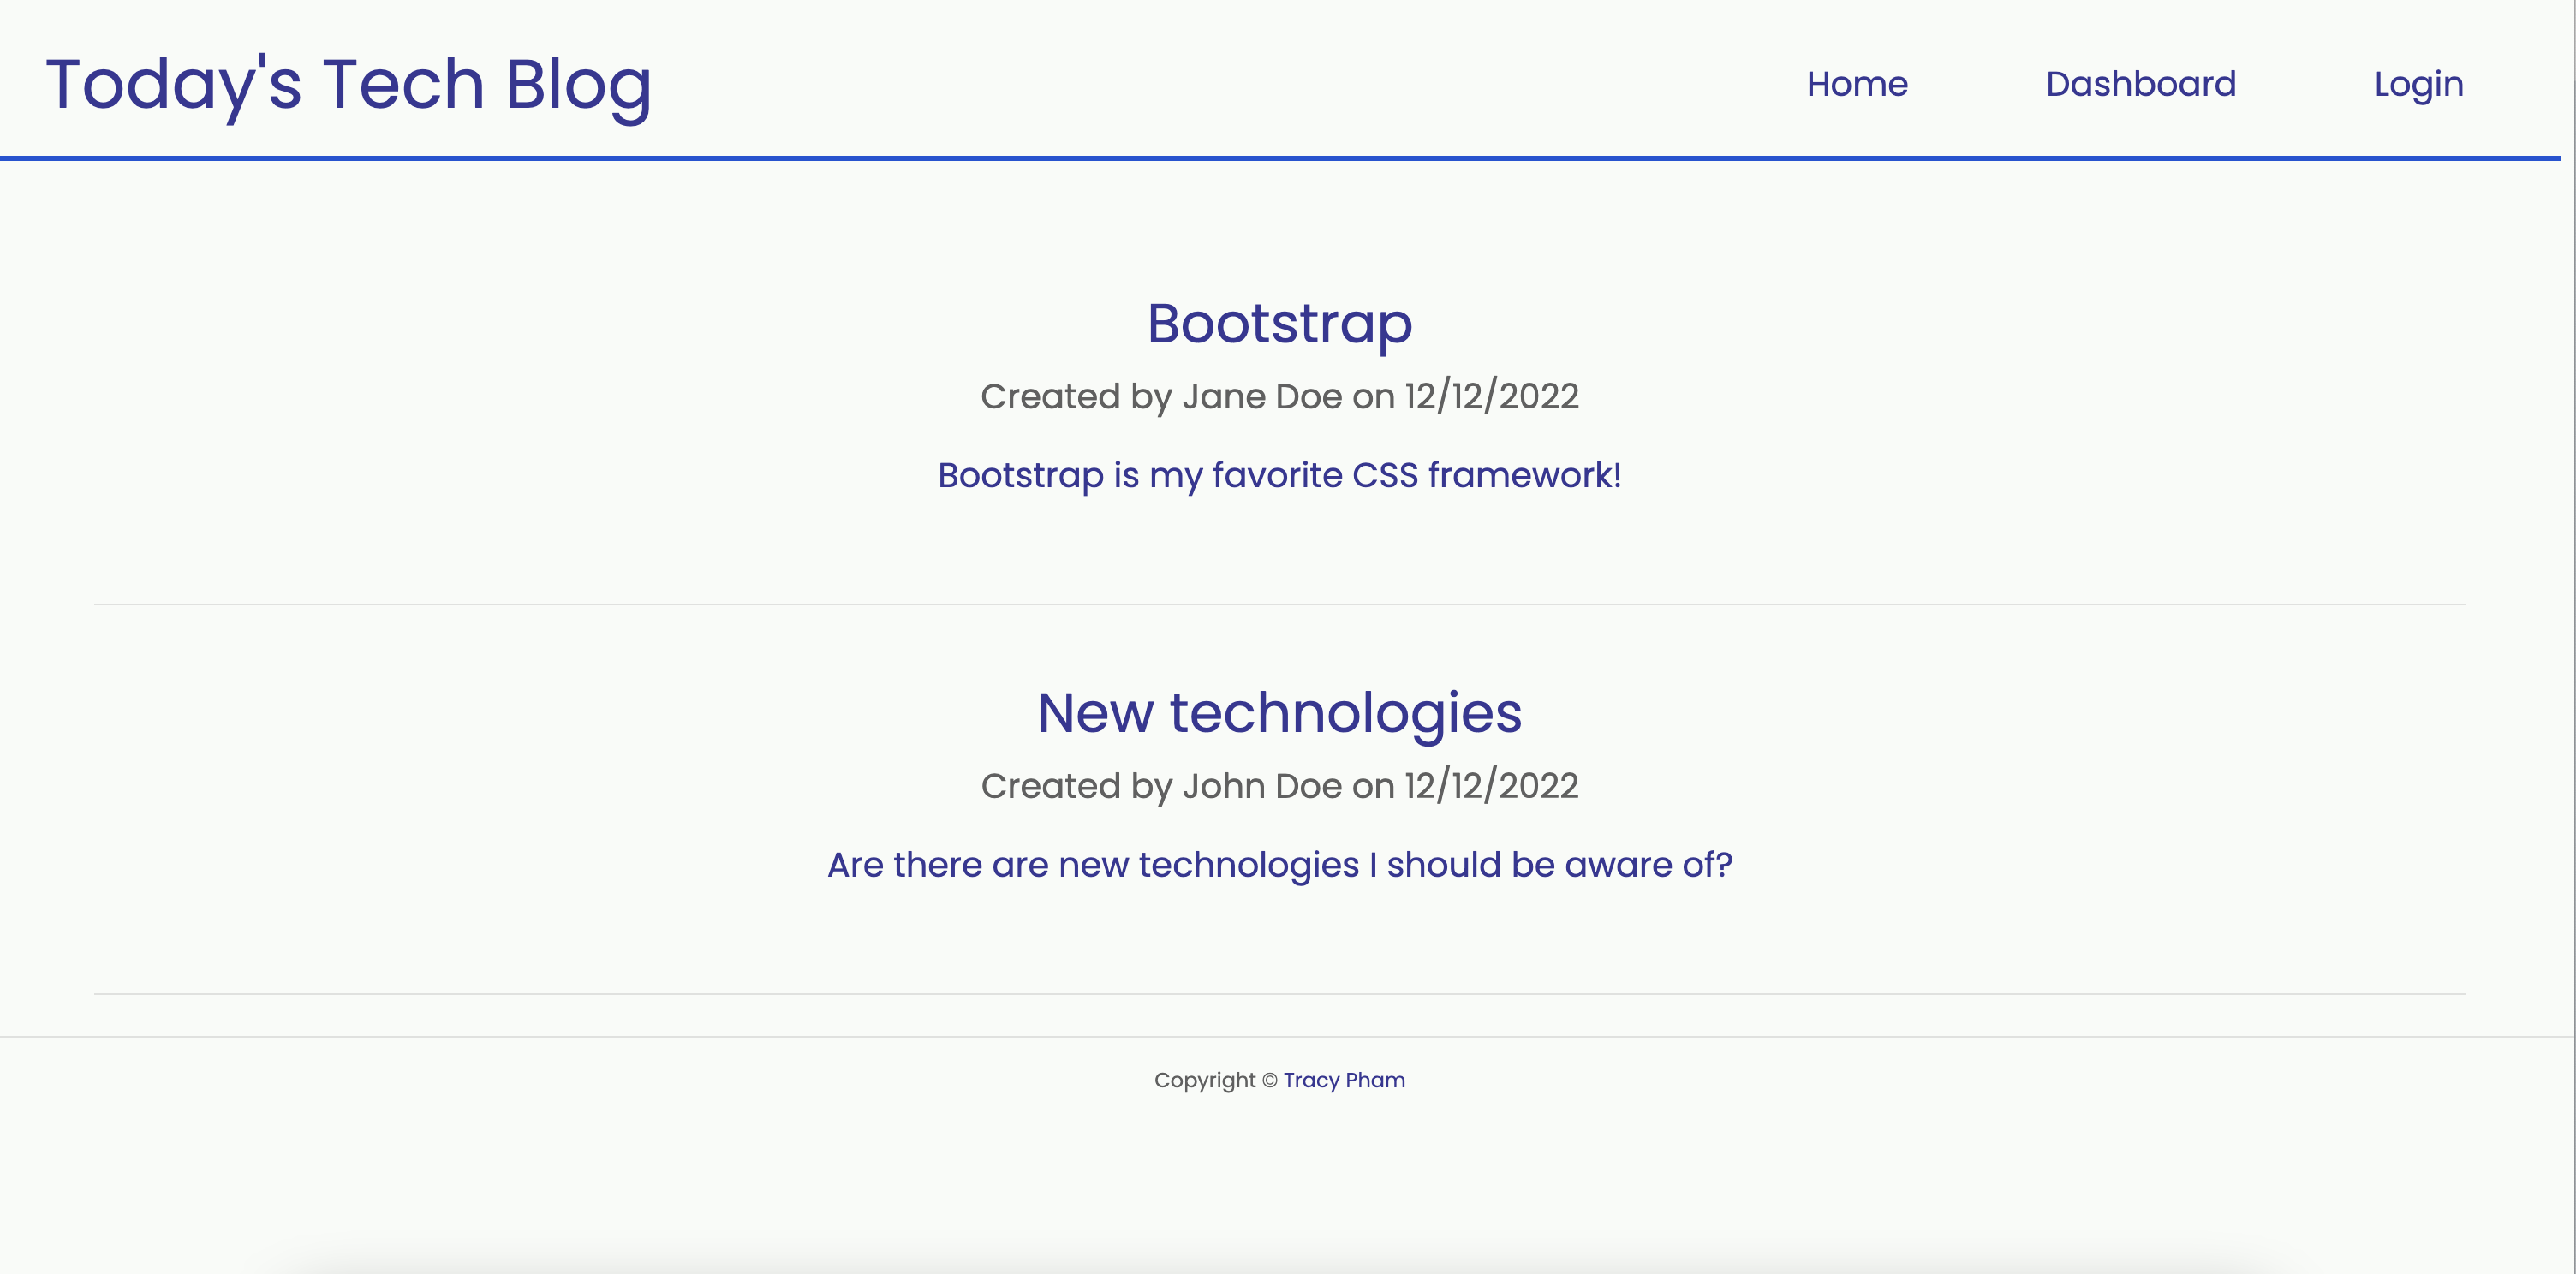 Today's Tech Blog
Home Dashboard Login
Bootstrap
Created by Jane Doe on 12/12/2022
Bootstrap is my favorite CSS framework!
New technologies
Created by John Doe on 12/12/2022
Are there are new technologies I should be aware of?
Copyright © Tracy Pham